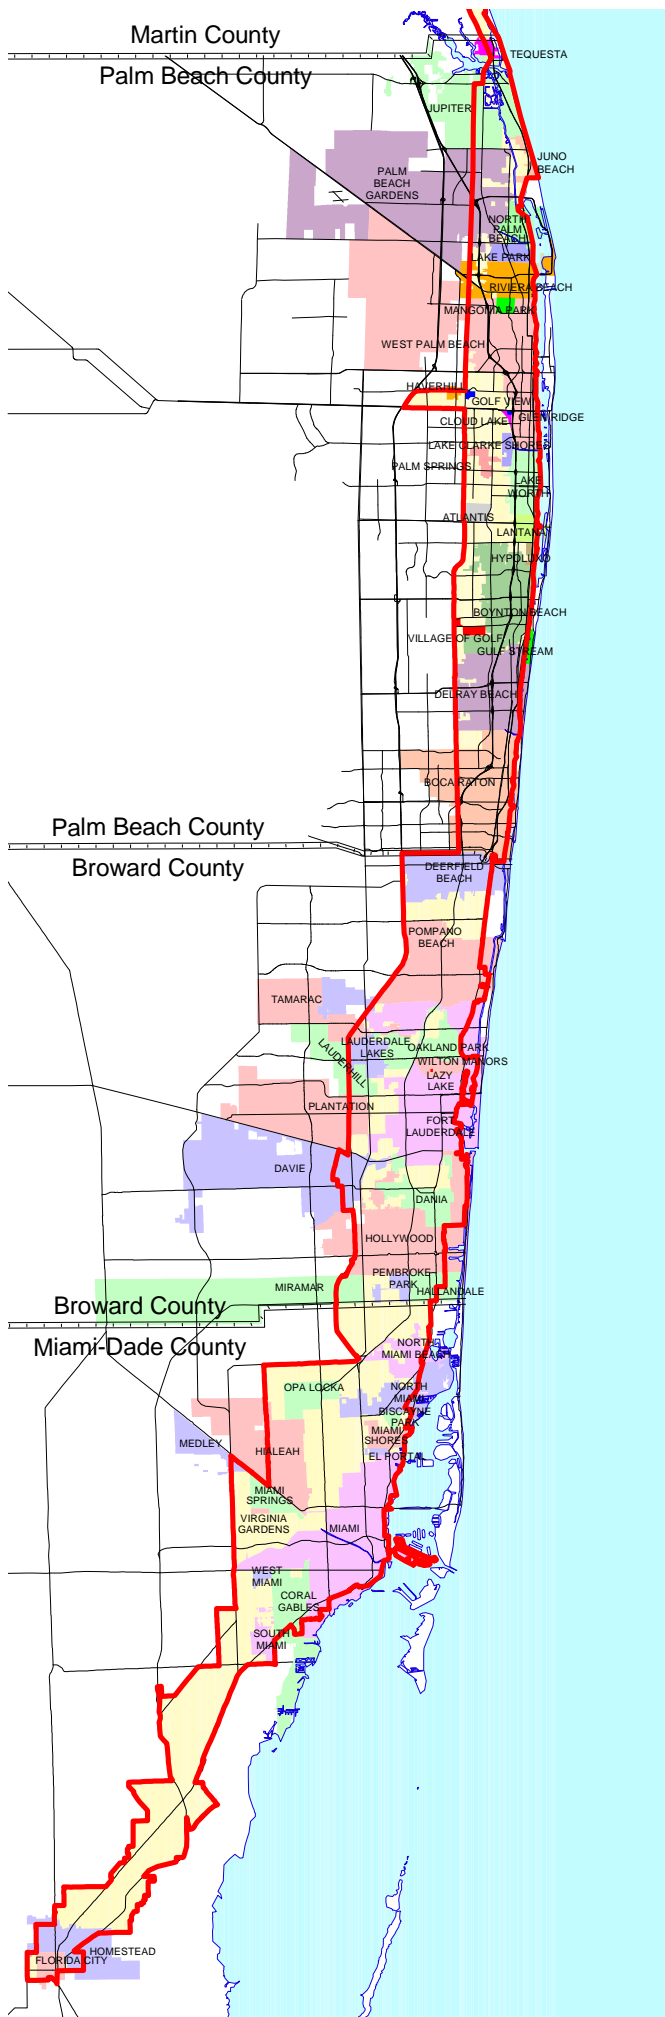 Martin County
TEQUESTA
Palm Beach County
JUPITER
JUNO
BEACH
PALM
BEACH
GARDENS
NORTH
PALM
BEACH
LAKE PARK
RIVIERA BEACH
MANGONIA PARK
WEST PALM BEACH
HAVERHILL
GOLF VIEW
CLOUD LAKE
GLEN RIDGE
LAKE CLARKE SHORES
PALM SPRINGS
LAKE
WORTH
ATLANTIS
LANTANA
HYPOLUXO
BOYNTON BEACH
VILLAGE OF GOLF
GULF STREAM
DELRAY BEACH
BOCA RATON
Palm Beach County
Broward County
DEERFIELD
BEACH
POMPANO
BEACH
TAMARAC
LAUDERDALE
LAKES
OAKLAND PARK
LAUDERHILL
WILTON MANORS
LAZY
LAKE
PLANTATION
FORT
LAUDERDALE
DAVIE
DANIA
HOLLYWOOD
PEMBROKE
PARK
MIRAMAR
HALLANDALE
Broward County
Miami-Dade County
NORTH
MIAMI BEACH
OPA LOCKA
NORTH
MIAMI
BISCAYNE
PARK
MIAMI
SHORES
MEDLEY
HIALEAH
EL PORTAL
MIAMI
SPRINGS
VIRGINIA
GARDENS
MIAMI
WEST
MIAMI
CORAL
GABLES
SOUTH
MIAMI
HOMESTEAD
FLORIDA CITY